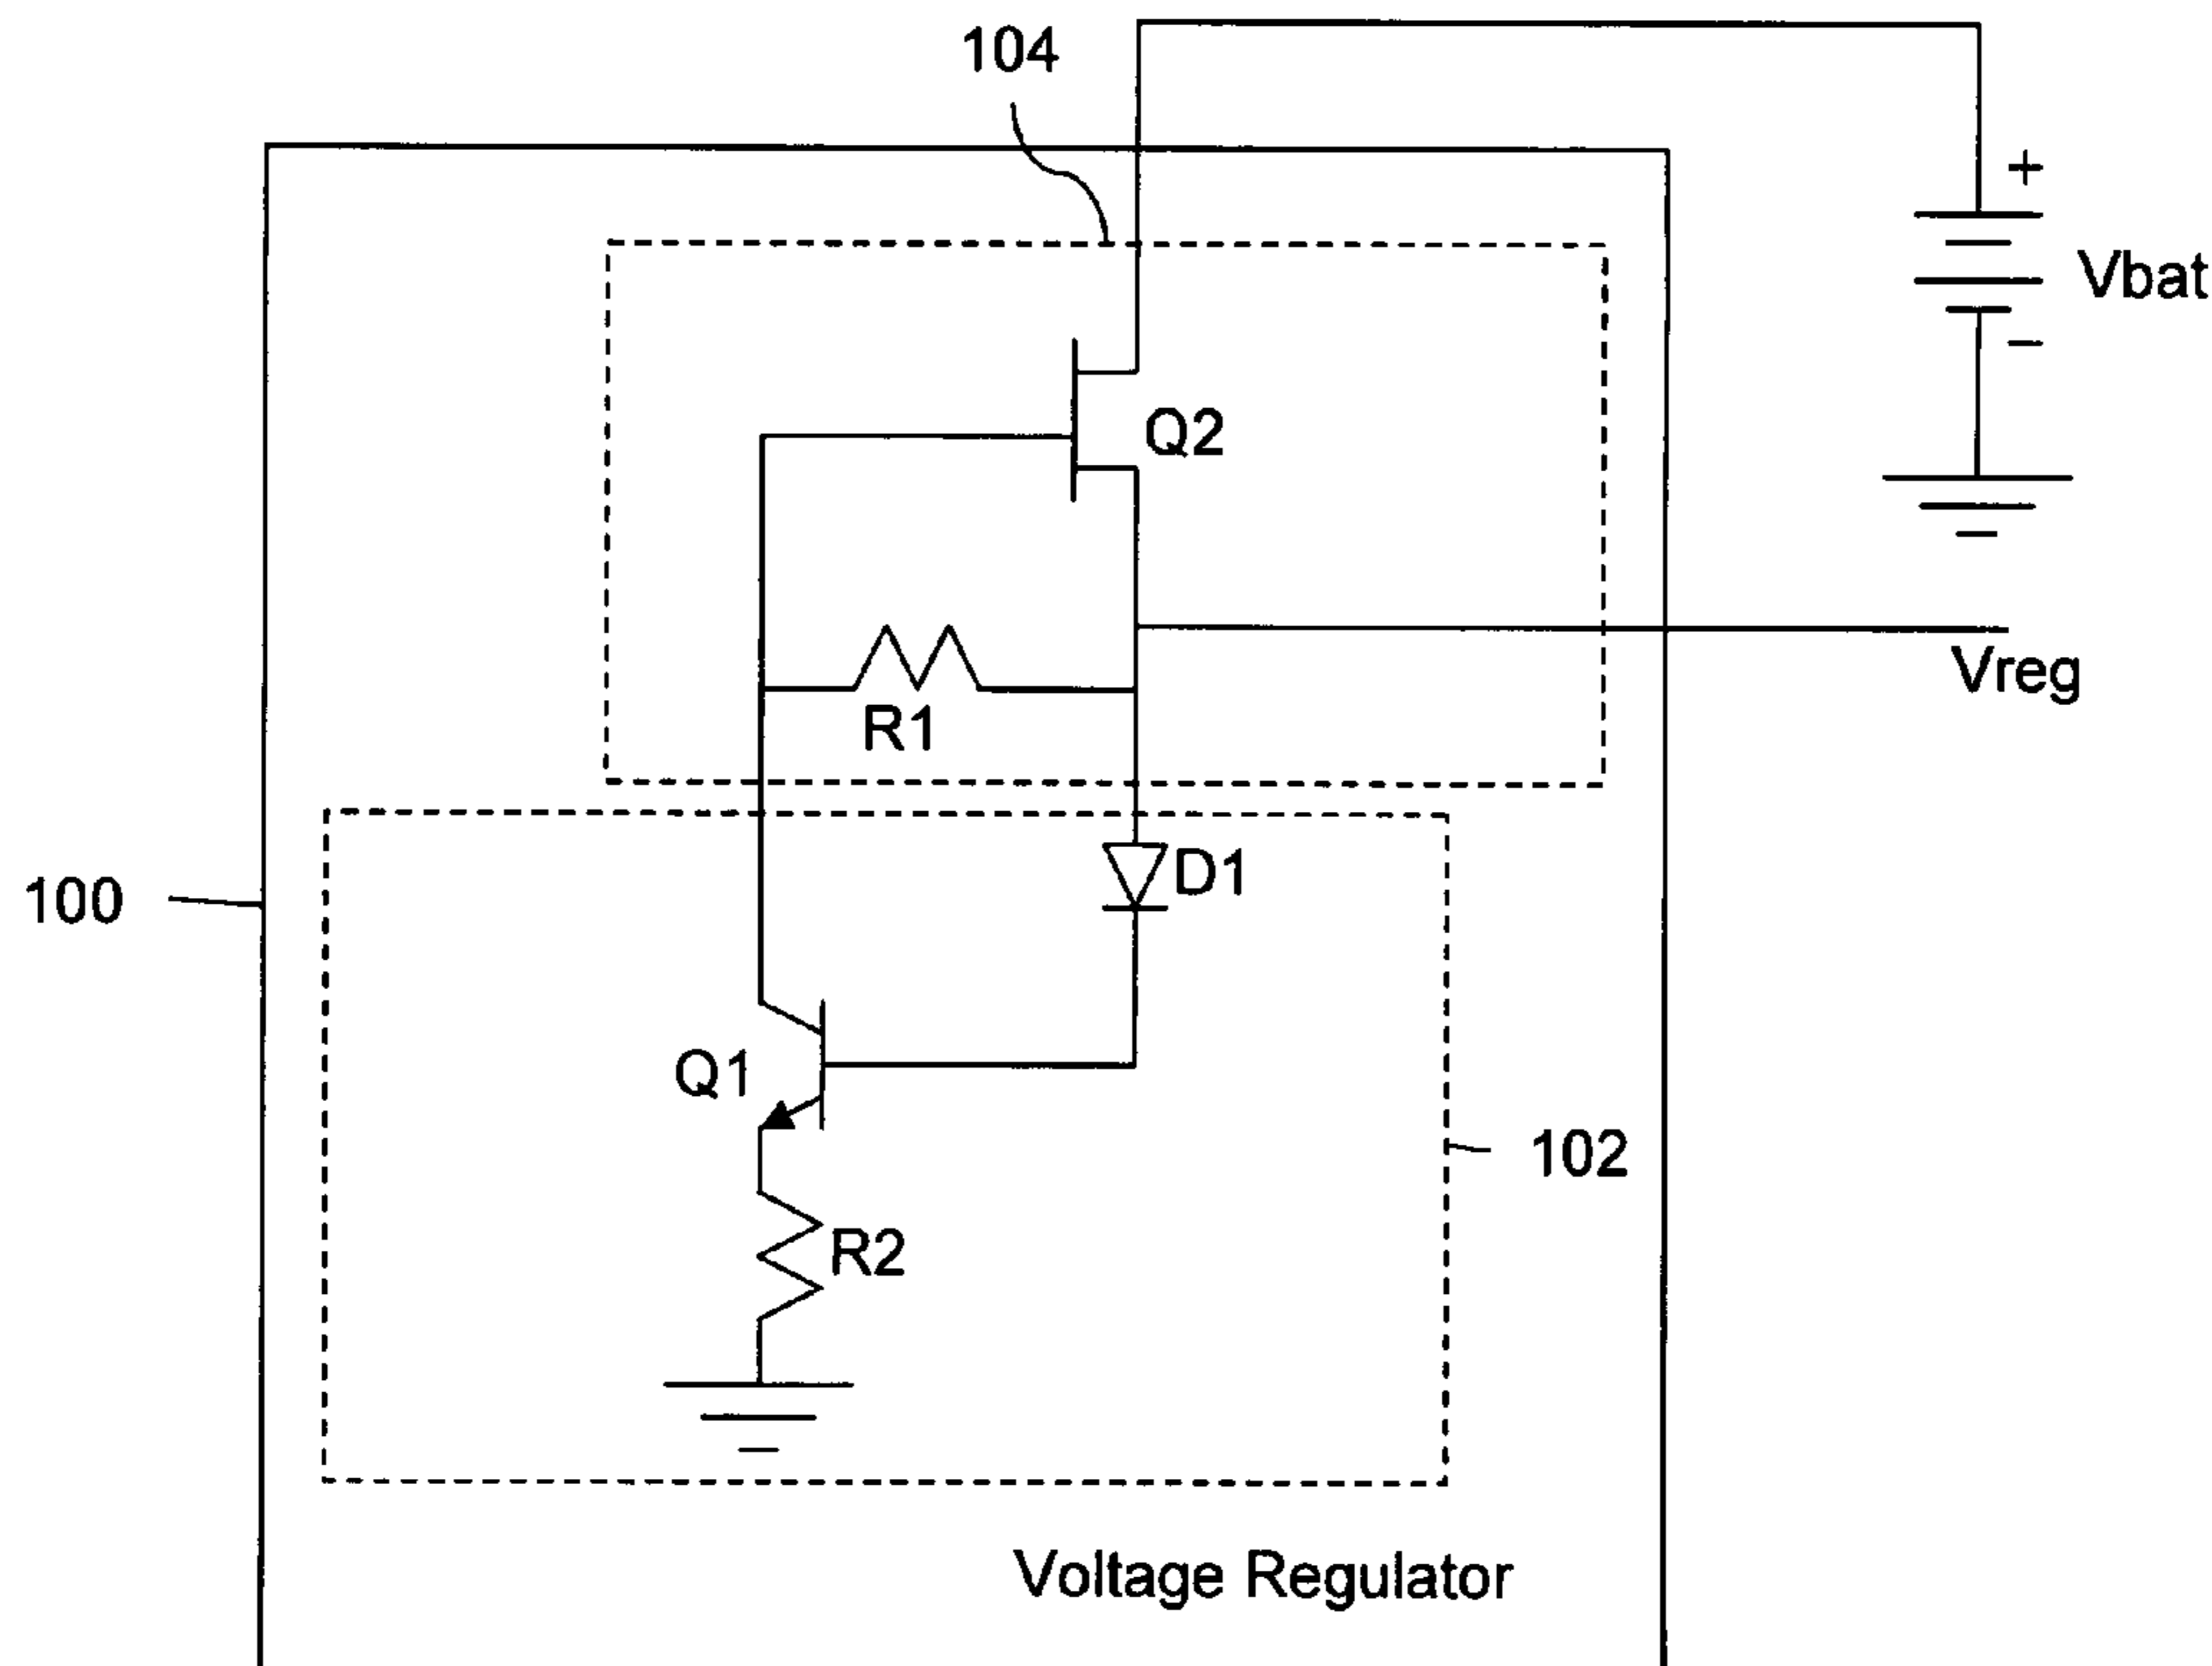 104
+
Vbat
−
Q2
Vreg
R1
100
D1
Q1
102
R2
Voltage Regulator